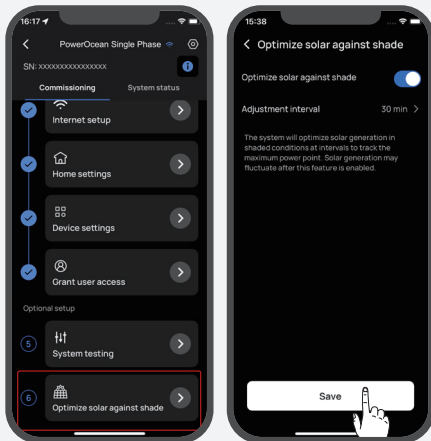 16:17
PowerOcean Single Phase
SN: xxxxxxxxxxxxxxxx
Commissioning System status
Internet setup
Home settings
Device settings
Grant user access
Optional setup
5
System testing
6
Optimize solar against shade
15:38
Optimize solar against shade
Optimize solar against shade
Adjustment interval 30 min
The system will optimize solar generation in
shaded conditions at intervals to track the
maximum power point. Solar generation may
fluctuate after this feature is enabled.
Save